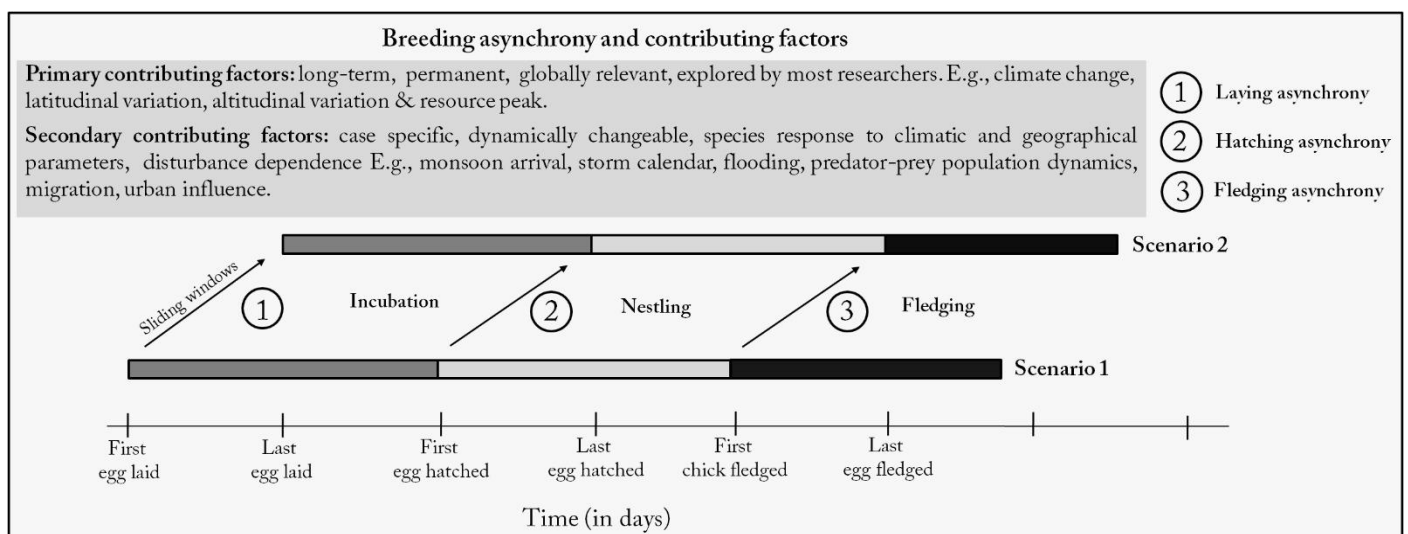 Breeding asynchrony and contributing factors
Primary contributing factors: long-term, permanent, globally relevant, explored by most researchers. E.g., climate change,
latitudinal variation, altitudinal variation & resource peak.
Secondary contributing factors: case specific, dynamically changeable, species response to climatic and geographical
parameters, disturbance dependence E.g., monsoon arrival, storm calendar, flooding, predator-prey population dynamics,
migration, urban influence.
1 Laying asynchrony
2 Hatching asynchrony
3 Fledging asynchrony
Scenario 2
Sliding windows
1
Incubation
2
Nestling
3
Fledging
Scenario 1
First
egg laid
Last
egg laid
First
egg hatched
Last
egg hatched
First
chick fledged
Last
egg fledged
Time (in days)